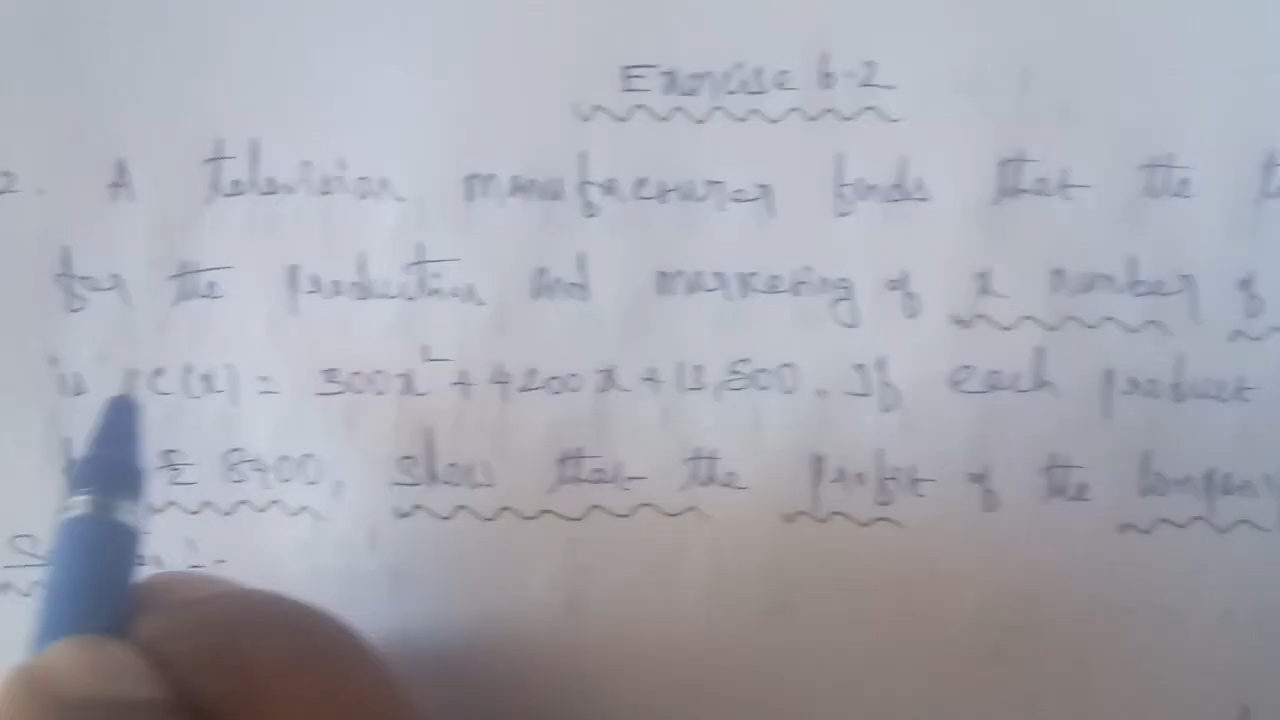 Exercise 6.2
2. A television manufacturer finds that the
for the production and marketing of x number of
is C(x) = 300x² + 4200x + 13,500. If each product
₹ 8400, show that the profit of the company